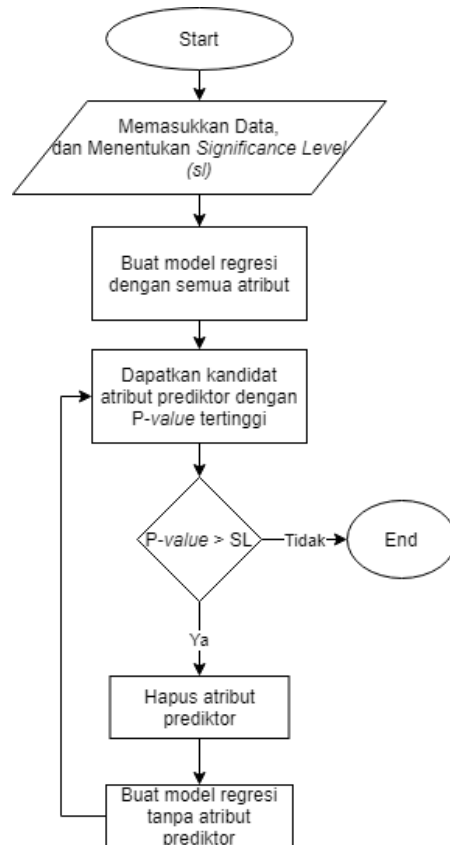 Start
Memasukkan Data,
dan Menentukan Significance Level
(sl)
Buat model regresi
dengan semua atribut
Dapatkan kandidat
atribut prediktor dengan
P-value tertinggi
P-value > SL
Tidak
End
Ya
Hapus atribut
prediktor
Buat model regresi
tanpa atribut
prediktor